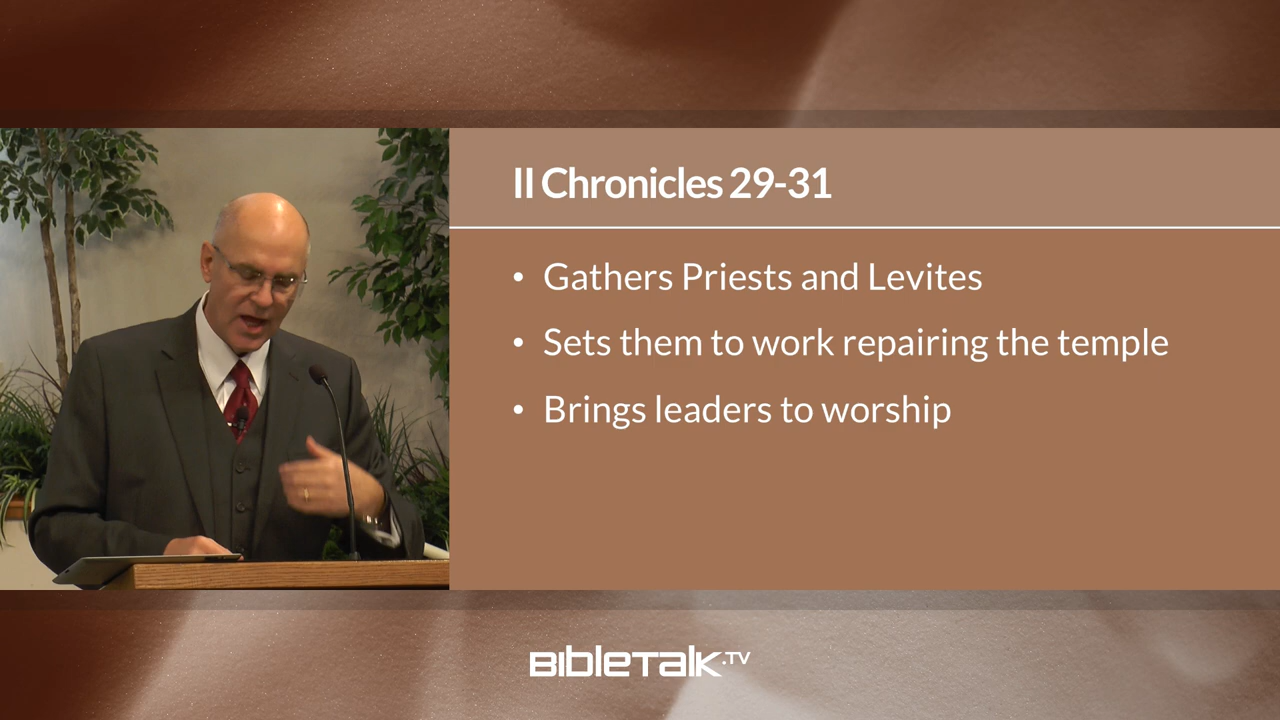 II Chronicles 29-31
• Gathers Priests and Levites
• Sets them to work repairing the temple
• Brings leaders to worship
BIBLETALK.TV